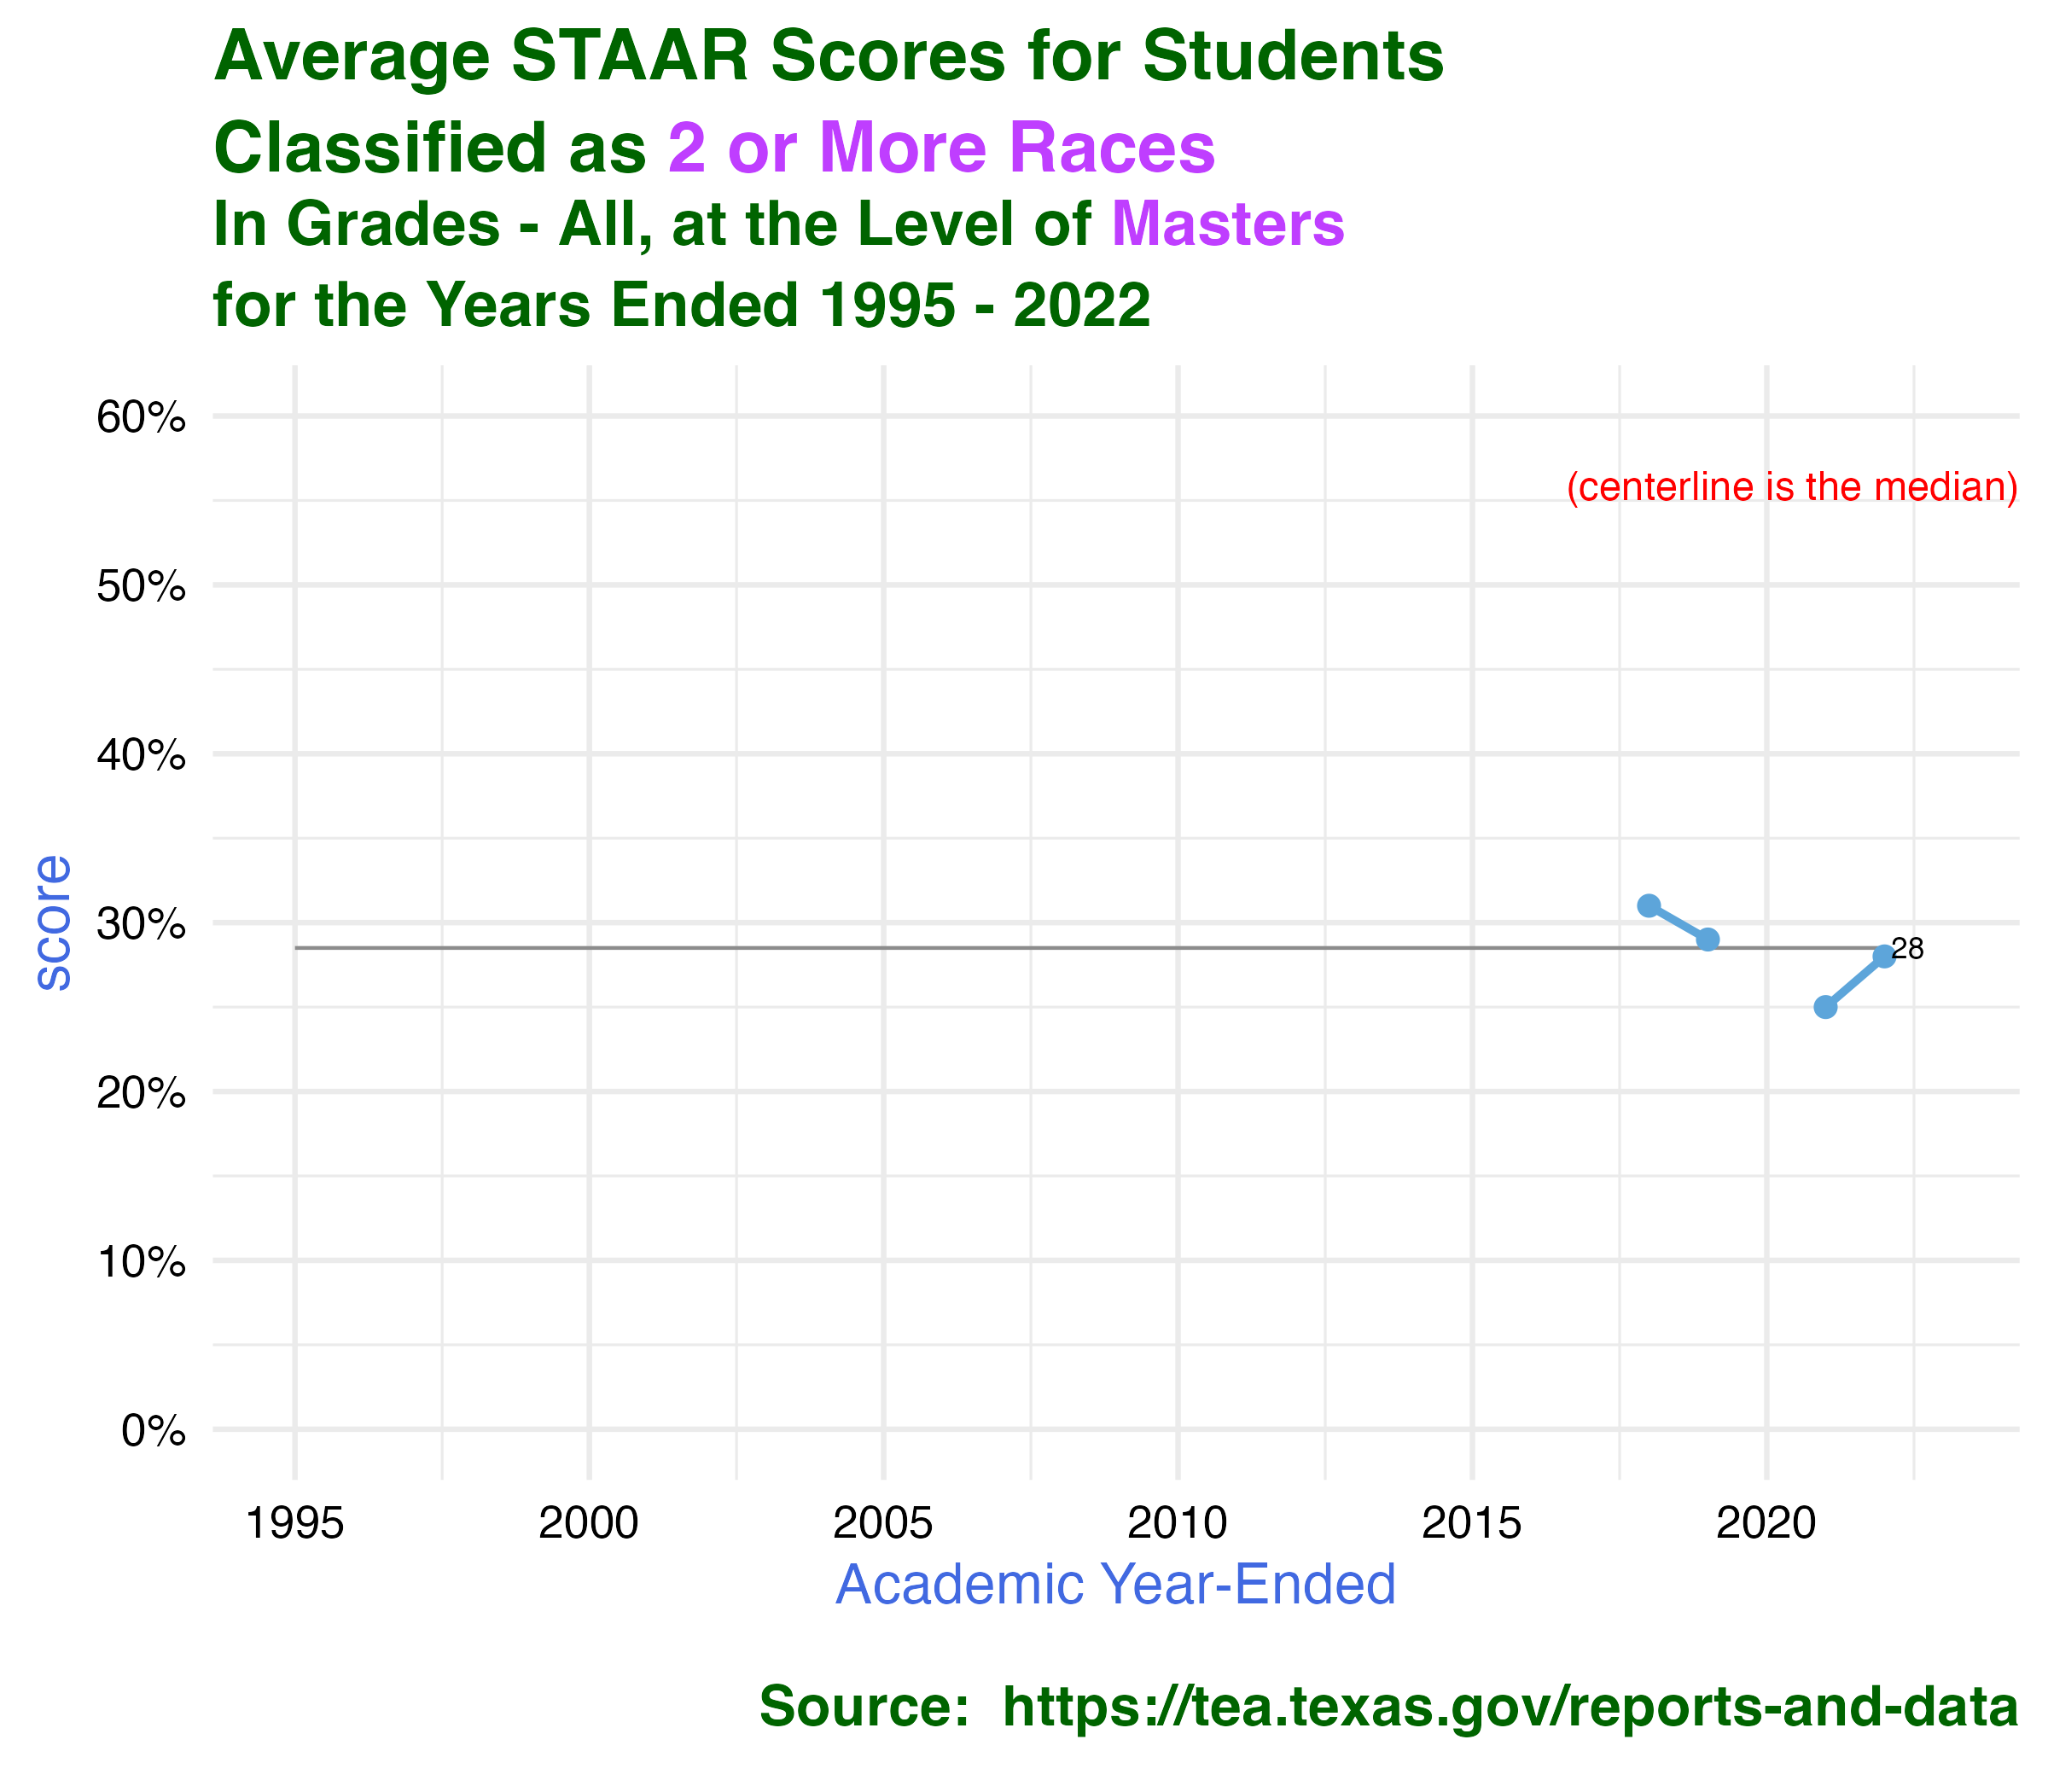 Average STAAR Scores for Students
Classified as 2 or More Races
In Grades - All, at the Level of Masters
for the Years Ended 1995 - 2022
60%
(centerline is the median)
50%
40%
score
30%
28
20%
10%
0%
1995 2000 2005 2010 2015 2020
Academic Year-Ended
Source:  https://tea.texas.gov/reports-and-data